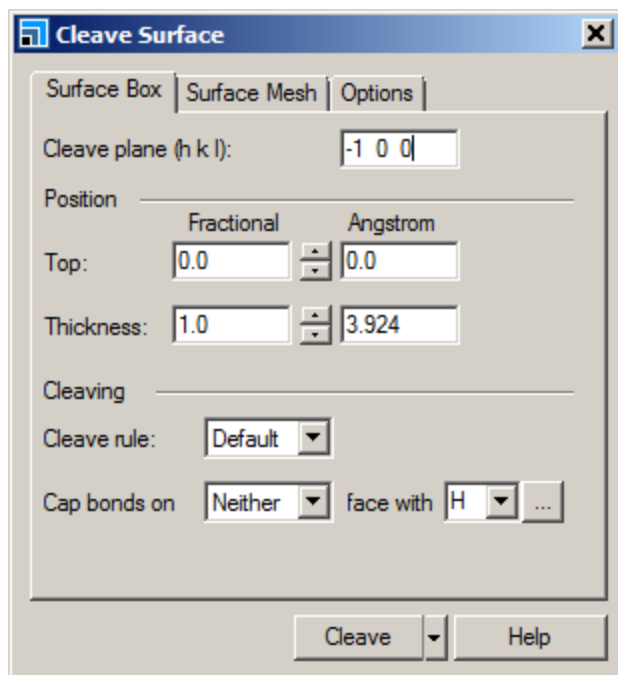 Cleave Surface
Surface Box Surface Mesh Options
Cleave plane (h k l): -1 0 0
Position
Fractional Angstrom
Top: 0.0 0.0
Thickness: 1.0 3.924
Cleaving
Cleave rule: Default
Cap bonds on Neither face with H ...
Cleave Help